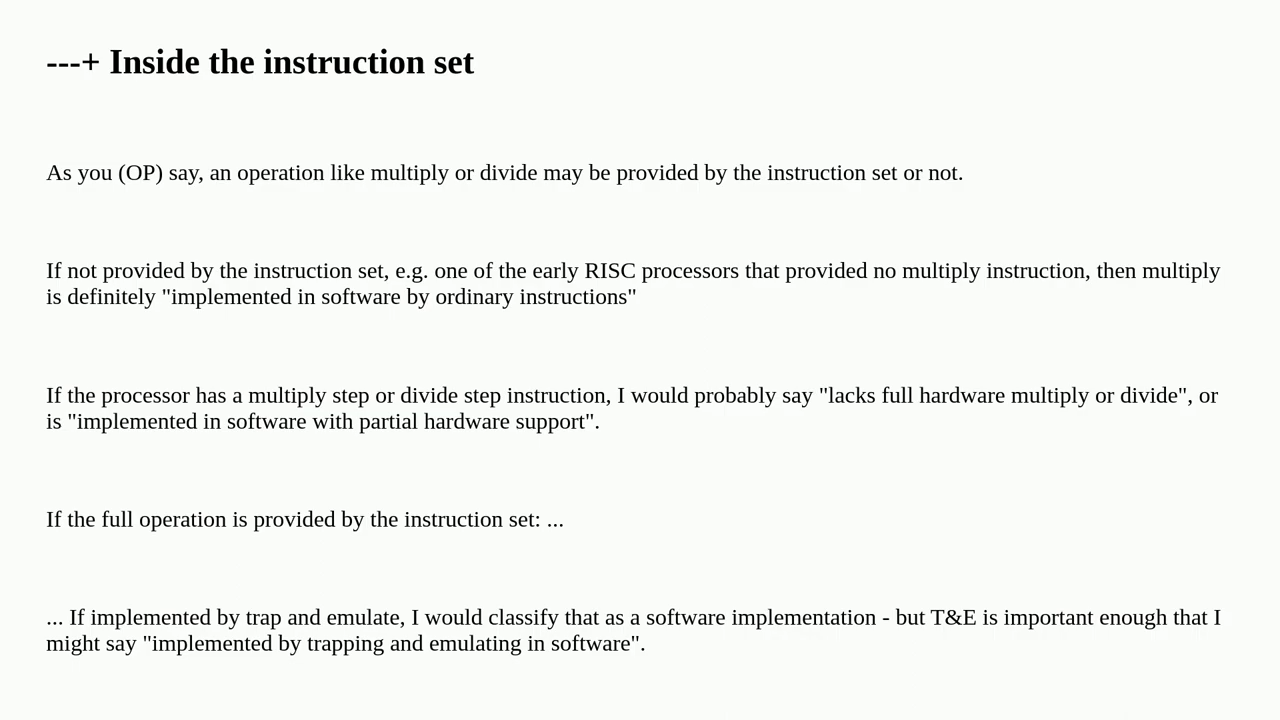 ---+ Inside the instruction set
As you (OP) say, an operation like multiply or divide may be provided by the instruction set or not.
If not provided by the instruction set, e.g. one of the early RISC processors that provided no multiply instruction, then multiply
is definitely "implemented in software by ordinary instructions"
If the processor has a multiply step or divide step instruction, I would probably say "lacks full hardware multiply or divide", or
is "implemented in software with partial hardware support".
If the full operation is provided by the instruction set: ...
... If implemented by trap and emulate, I would classify that as a software implementation - but T&E is important enough that I
might say "implemented by trapping and emulating in software".